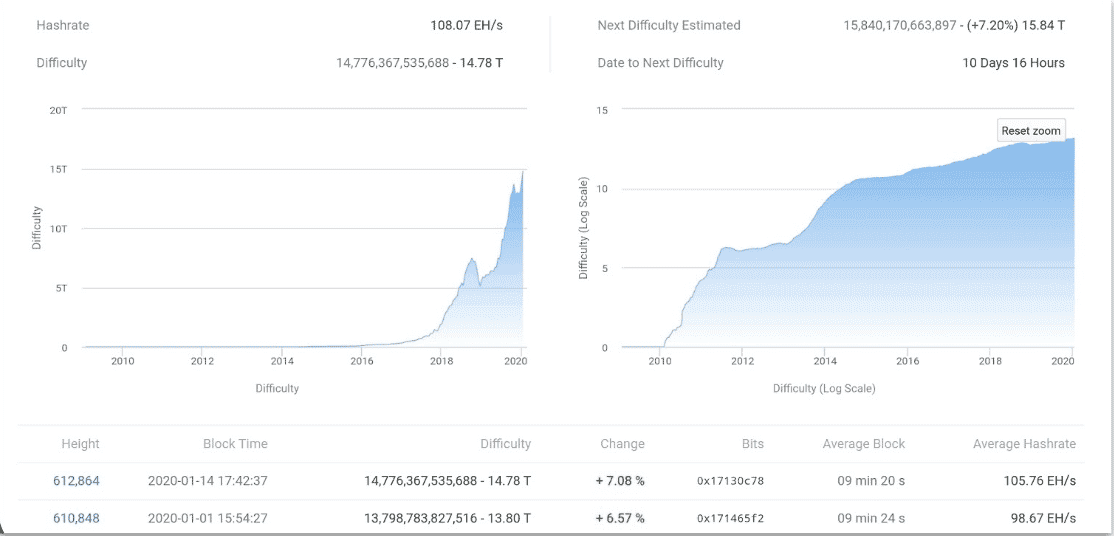 Hashrate 108.07 EH/s
Next Difficulty Estimated 15,840,170,663,897 - (+7.20%) 15.84 T
Difficulty 14,776,367,535,688 - 14.78 T
Date to Next Difficulty 10 Days 16 Hours
20T
15T
10T
5T
0
Difficulty
2010 2012 2014 2016 2018 2020
Difficulty
15
10
5
0
Difficulty (Log Scale)
Reset zoom
2010 2012 2014 2016 2018 2020
Difficulty (Log Scale)
Height Block Time Difficulty Change Bits Average Block Average Hashrate
612,864 2020-01-14 17:42:37 14,776,367,535,688 - 14.78 T + 7.08 % 0x17130c78 09 min 20 s 105.76 EH/s
610,848 2020-01-01 15:54:27 13,798,783,827,516 - 13.80 T + 6.57 % 0x171465f2 09 min 24 s 98.67 EH/s